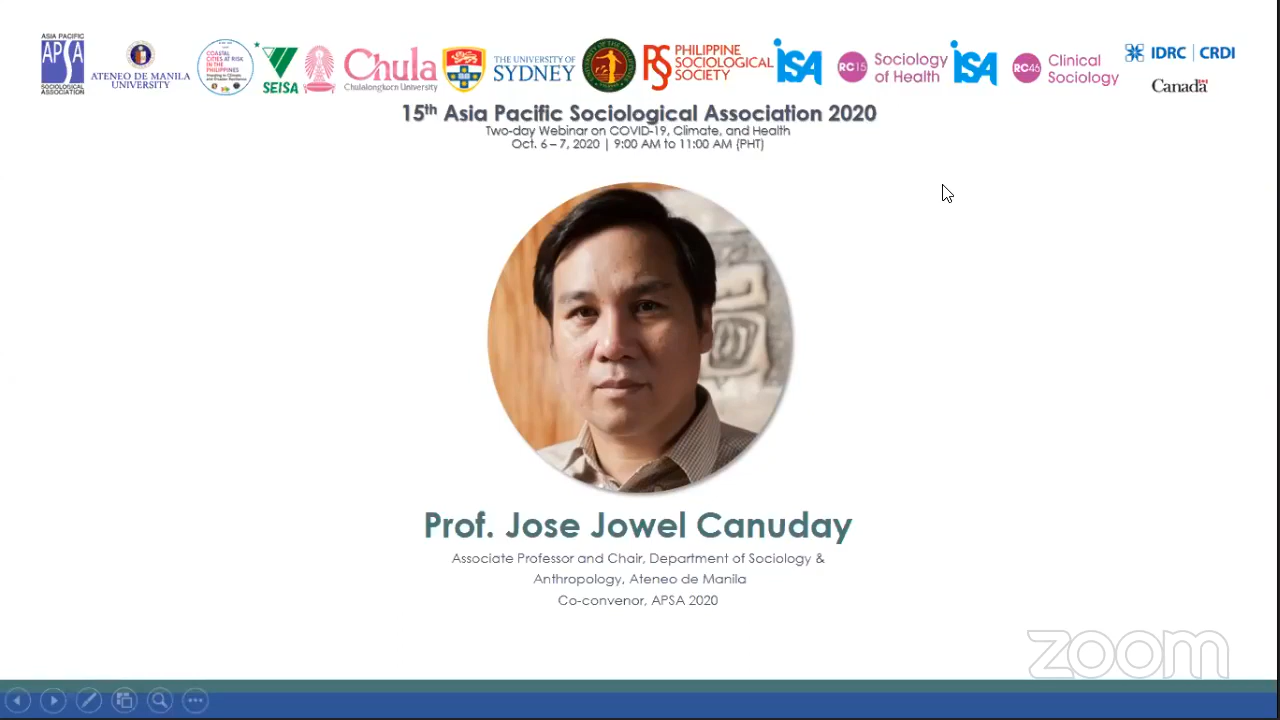 ASIA PACIFIC
APSA
SOCIOLOGICAL
ASSOCIATION
ATENEO DE MANILA
UNIVERSITY
COASTAL
CITIES AT RISK
IN THE
PHILIPPINES
SEISA
Chula
Chulalongkorn University
THE UNIVERSITY OF
SYDNEY
PHILIPPINE
SOCIOLOGICAL
SOCIETY
isa
RC15
Sociology
of Health
isa
RC46
Clinical
Sociology
IDRC | CRDI
Canada
15th Asia Pacific Sociological Association 2020
Two-day Webinar on COVID-19, Climate, and Health
Oct. 6 – 7, 2020 | 9:00 AM to 11:00 AM (PHT)
Prof. Jose Jowel Canuday
Associate Professor and Chair, Department of Sociology &
Anthropology, Ateneo de Manila
Co-convenor, APSA 2020
zoom